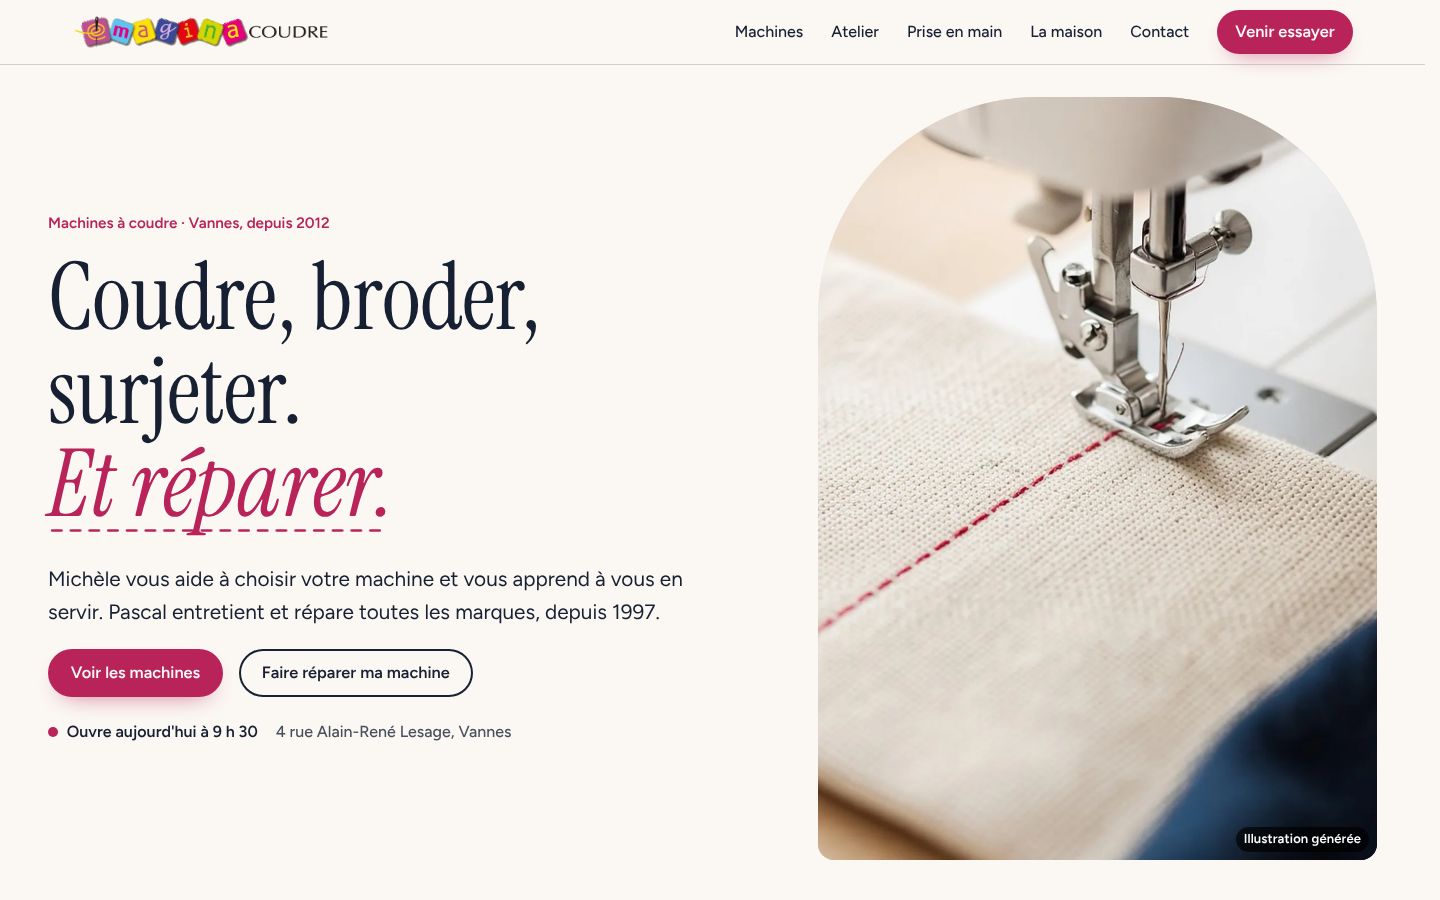 imagina COUDRE
Machines
Atelier
Prise en main
La maison
Contact
Venir essayer
Machines à coudre · Vannes, depuis 2012
Coudre, broder,
surjeter.
Et réparer.
Michèle vous aide à choisir votre machine et vous apprend à vous en
servir. Pascal entretient et répare toutes les marques, depuis 1997.
Voir les machines
Faire réparer ma machine
Ouvre aujourd'hui à 9 h 30
4 rue Alain-René Lesage, Vannes
Illustration générée